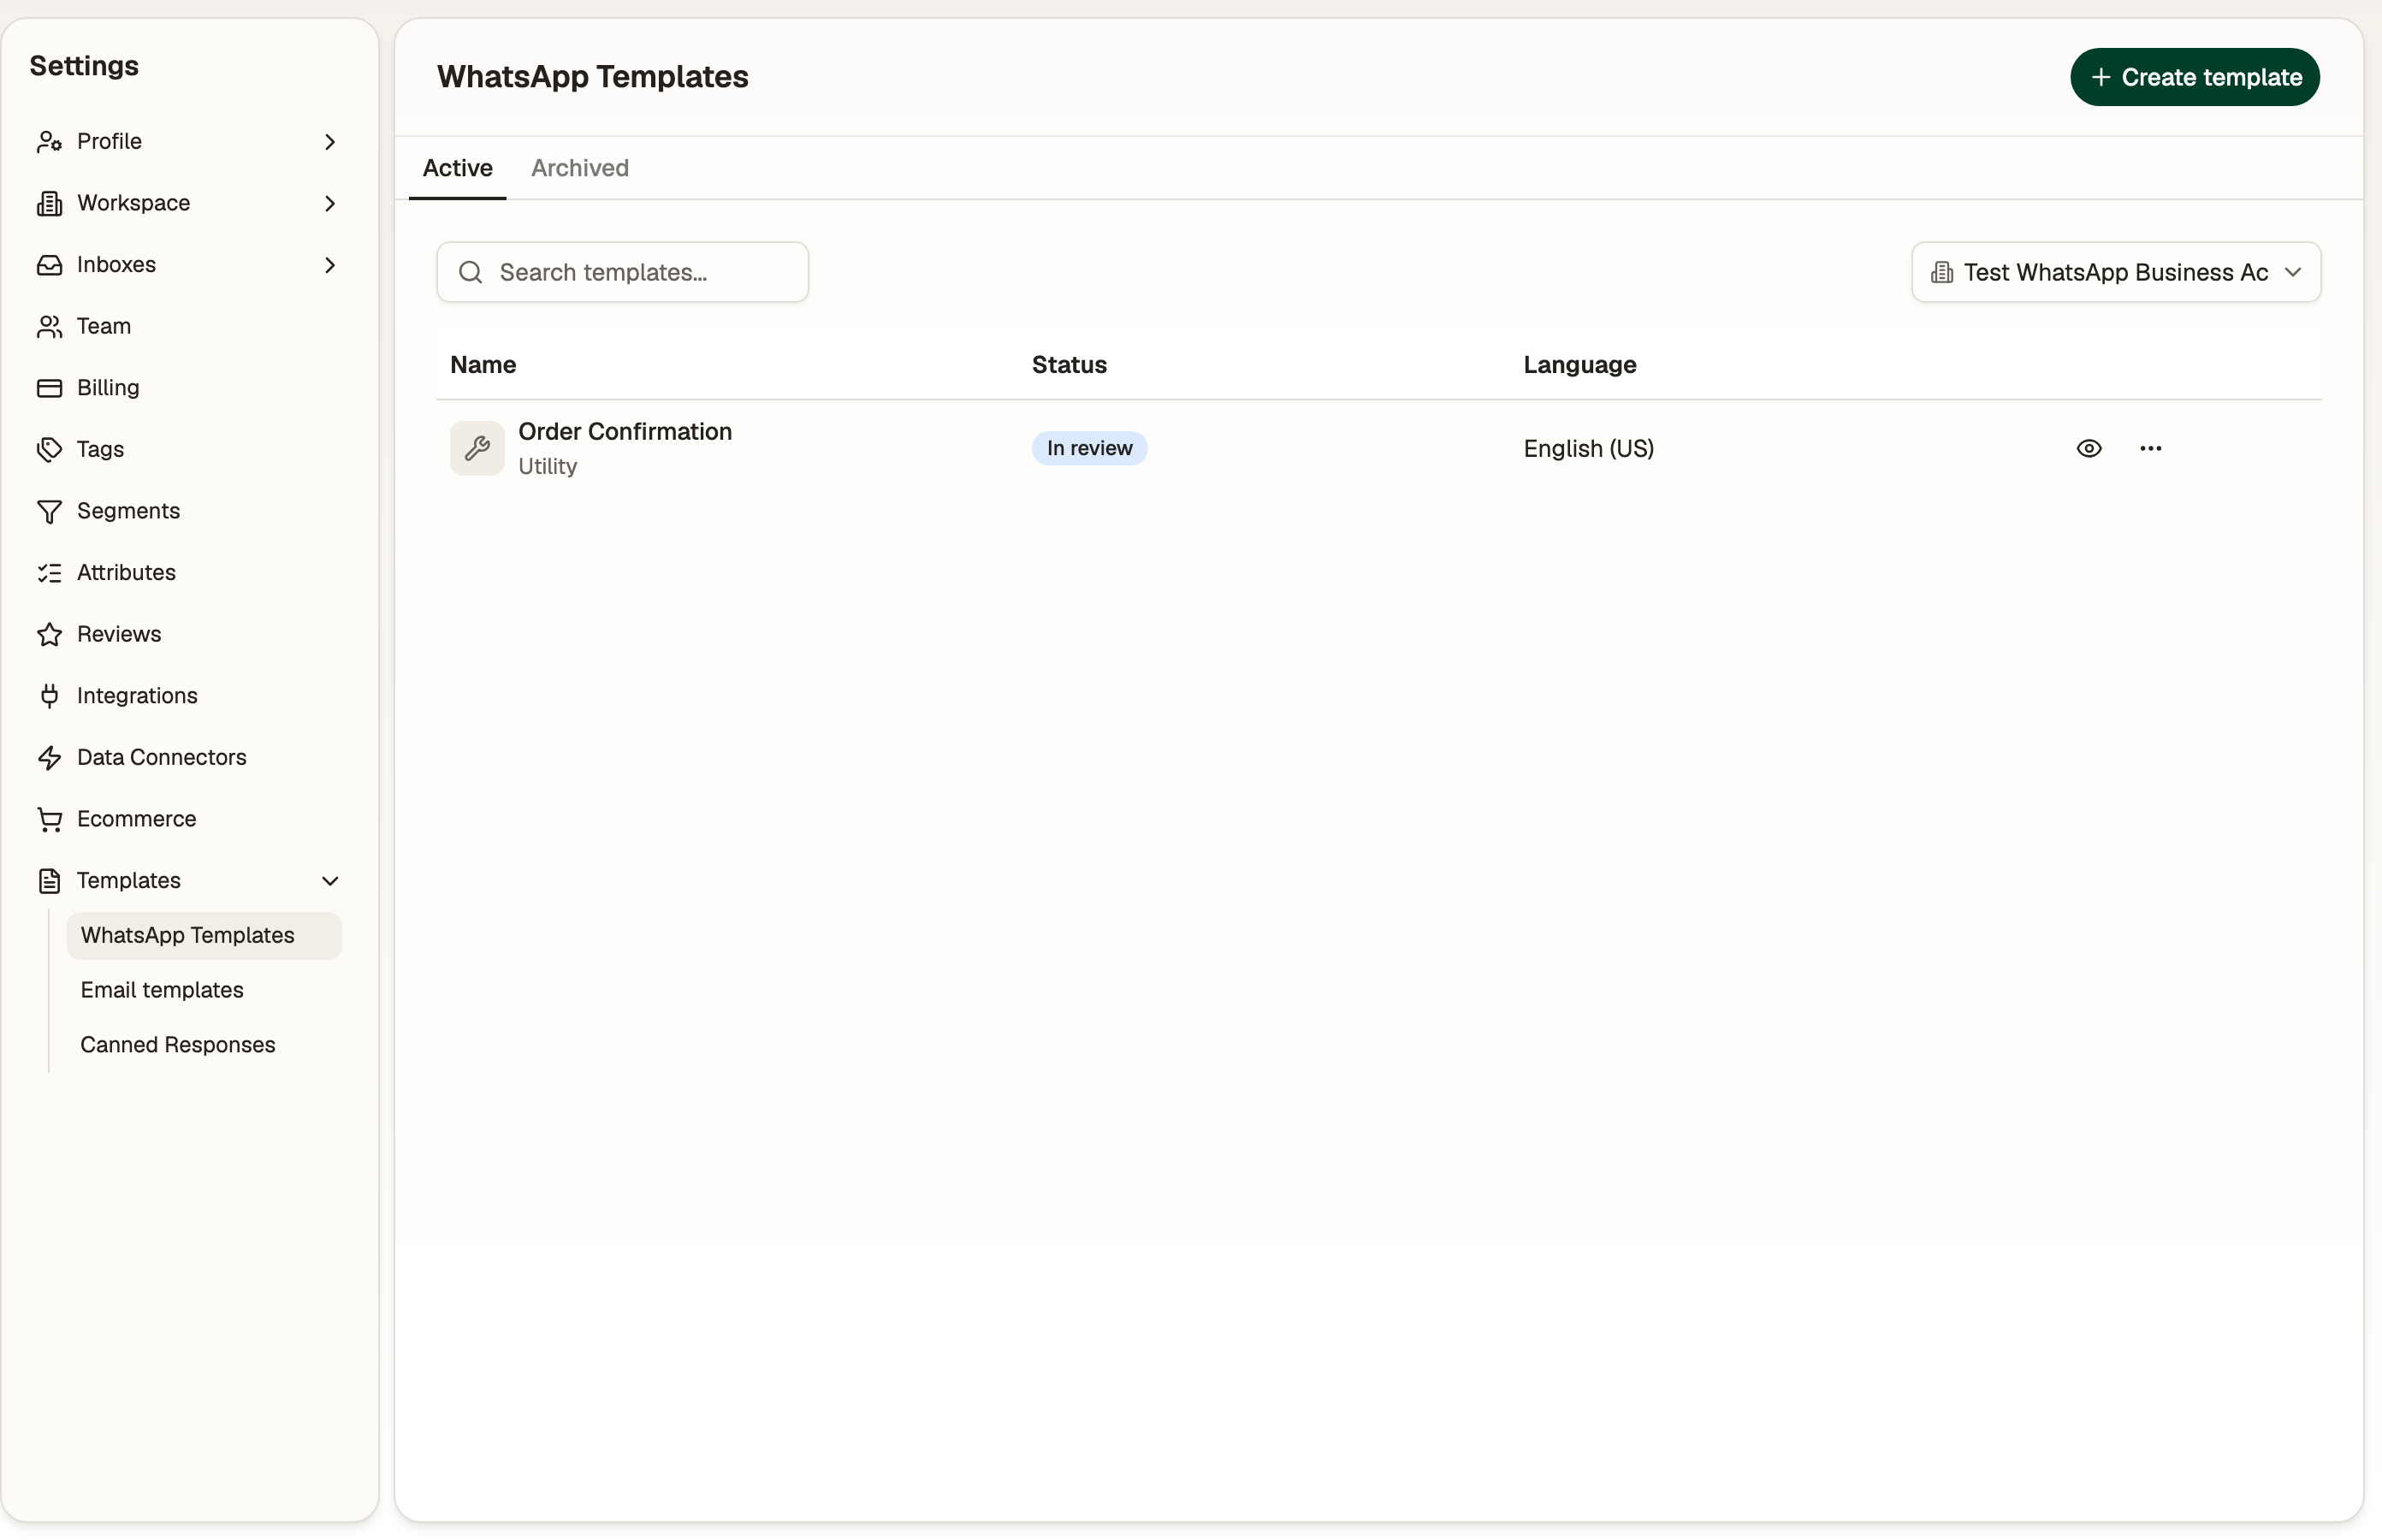 Settings
Profile
Workspace
Inboxes
Team
Billing
Tags
Segments
Attributes
Reviews
Integrations
Data Connectors
Ecommerce
Templates
WhatsApp Templates
Email templates
Canned Responses
WhatsApp Templates
Create template
Active Archived
Search templates...
Test WhatsApp Business Ac
Name Status Language
Order Confirmation
Utility
In review
English (US)